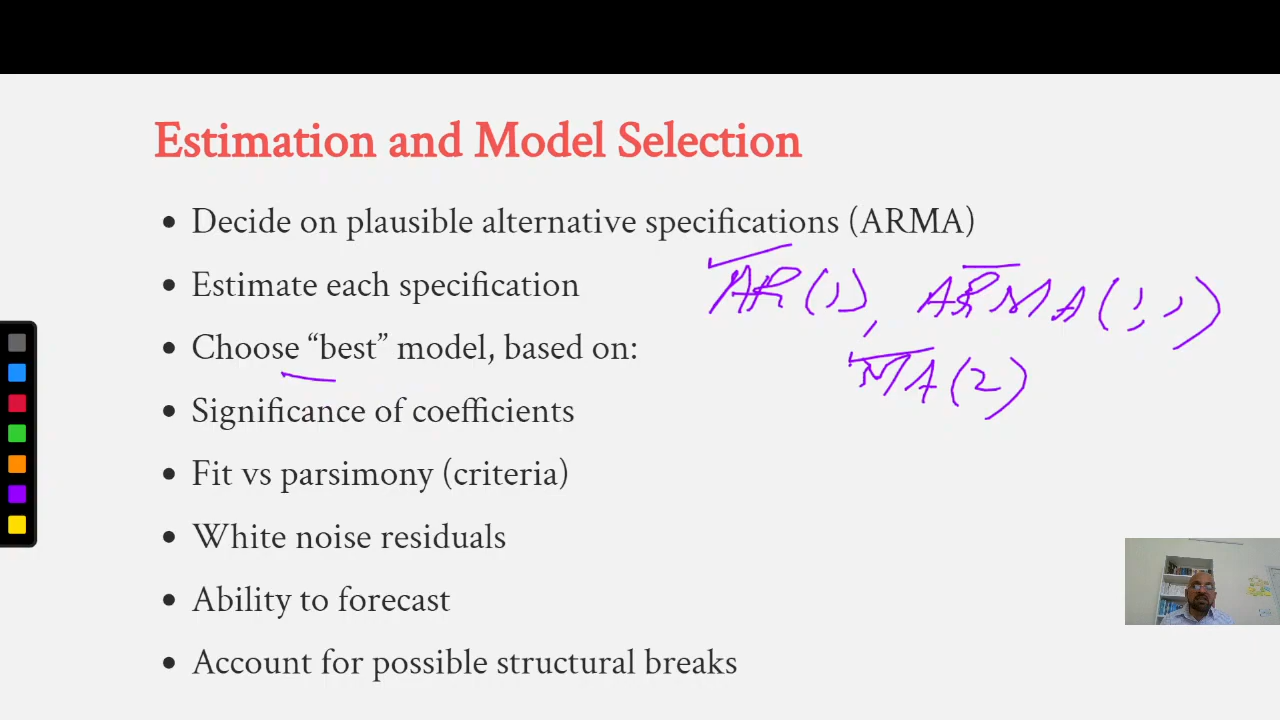 Estimation and Model Selection
• Decide on plausible alternative specifications (ARMA)
• Estimate each specification
AR(1), ARMA(1,1)
• Choose “best” model, based on:
MA(2)
• Significance of coefficients
• Fit vs parsimony (criteria)
• White noise residuals
• Ability to forecast
• Account for possible structural breaks